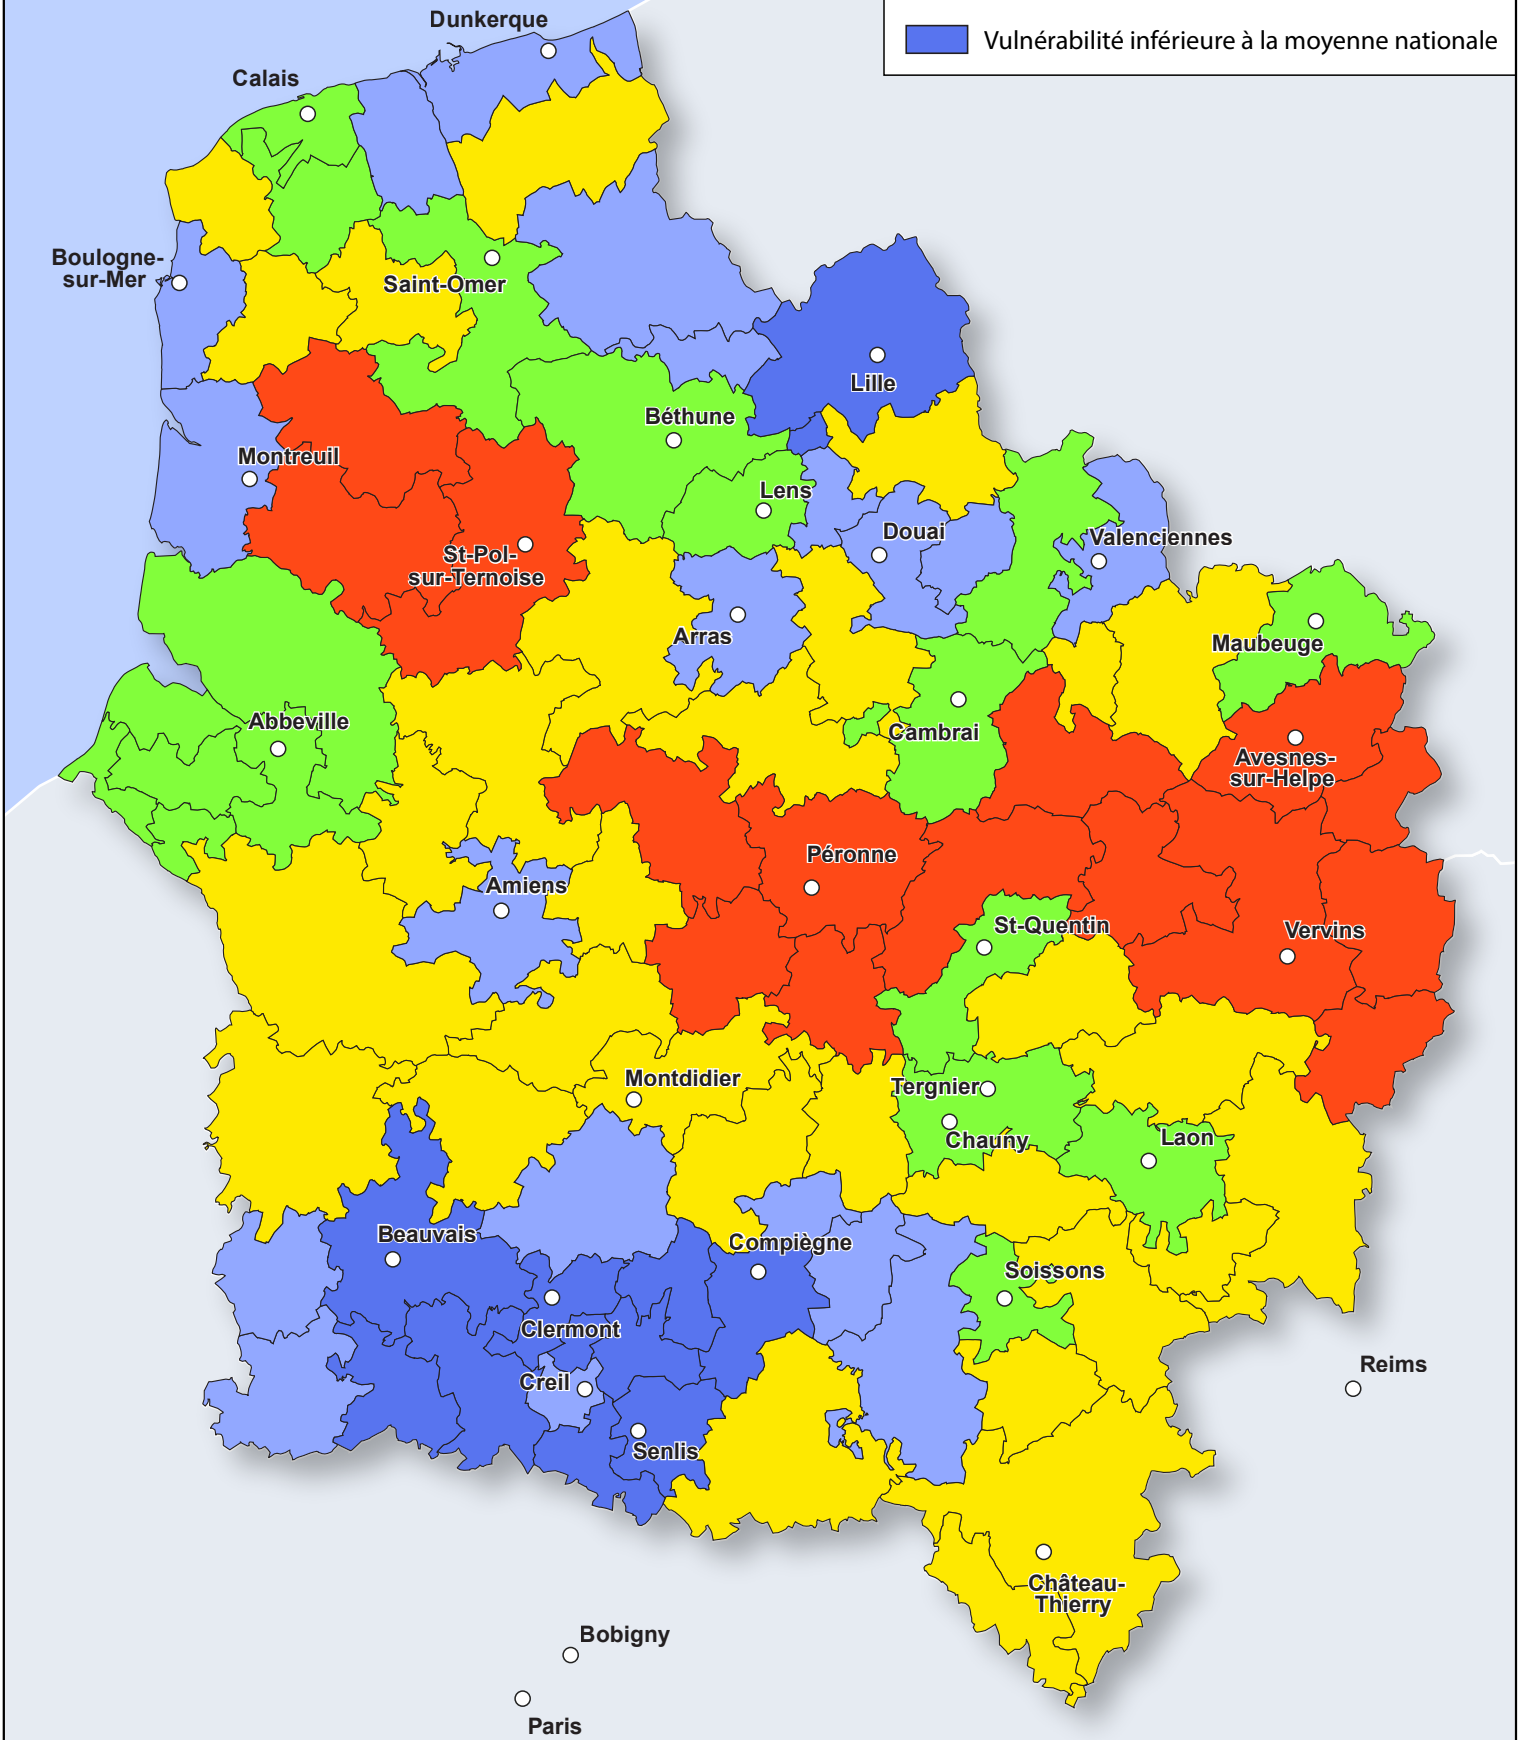 Dunkerque
Vulnérabilité inférieure à la moyenne nationale
Calais
Boulogne-
sur-Mer
Saint-Omer
Lille
Béthune
Montreuil
Lens
Douai
Valenciennes
St-Pol-
sur-Ternoise
Arras
Maubeuge
Abbeville
Cambrai
Avesnes-
sur-Helpe
Péronne
Amiens
St-Quentin
Vervins
Montdidier
Tergnier
Chauny
Laon
Beauvais
Compiègne
Soissons
Clermont
Creil
Reims
Senlis
Château-
Thierry
Bobigny
Paris